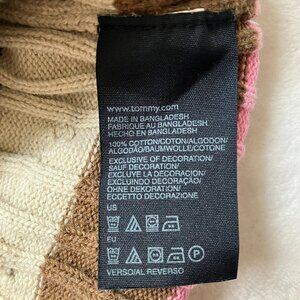 www.tommy.com
MADE IN BANGLADESH
FABRIQUE AU BANGLADESH
HECHO EN BANGLADESH
100% COTTON/COTON/ALGODON/
ALGODÃO/BAUMWOLLE/COTONE
EXCLUSIVE OF DECORATION/
SAUF DECORATION/
EXCLUVE LA DECORACION/
EXCLUINDO DECORAÇÃO/
OHNE DEKORATION/
ECCETTO DECORAZIONE
US
EU
VERSO/AL REVERSO